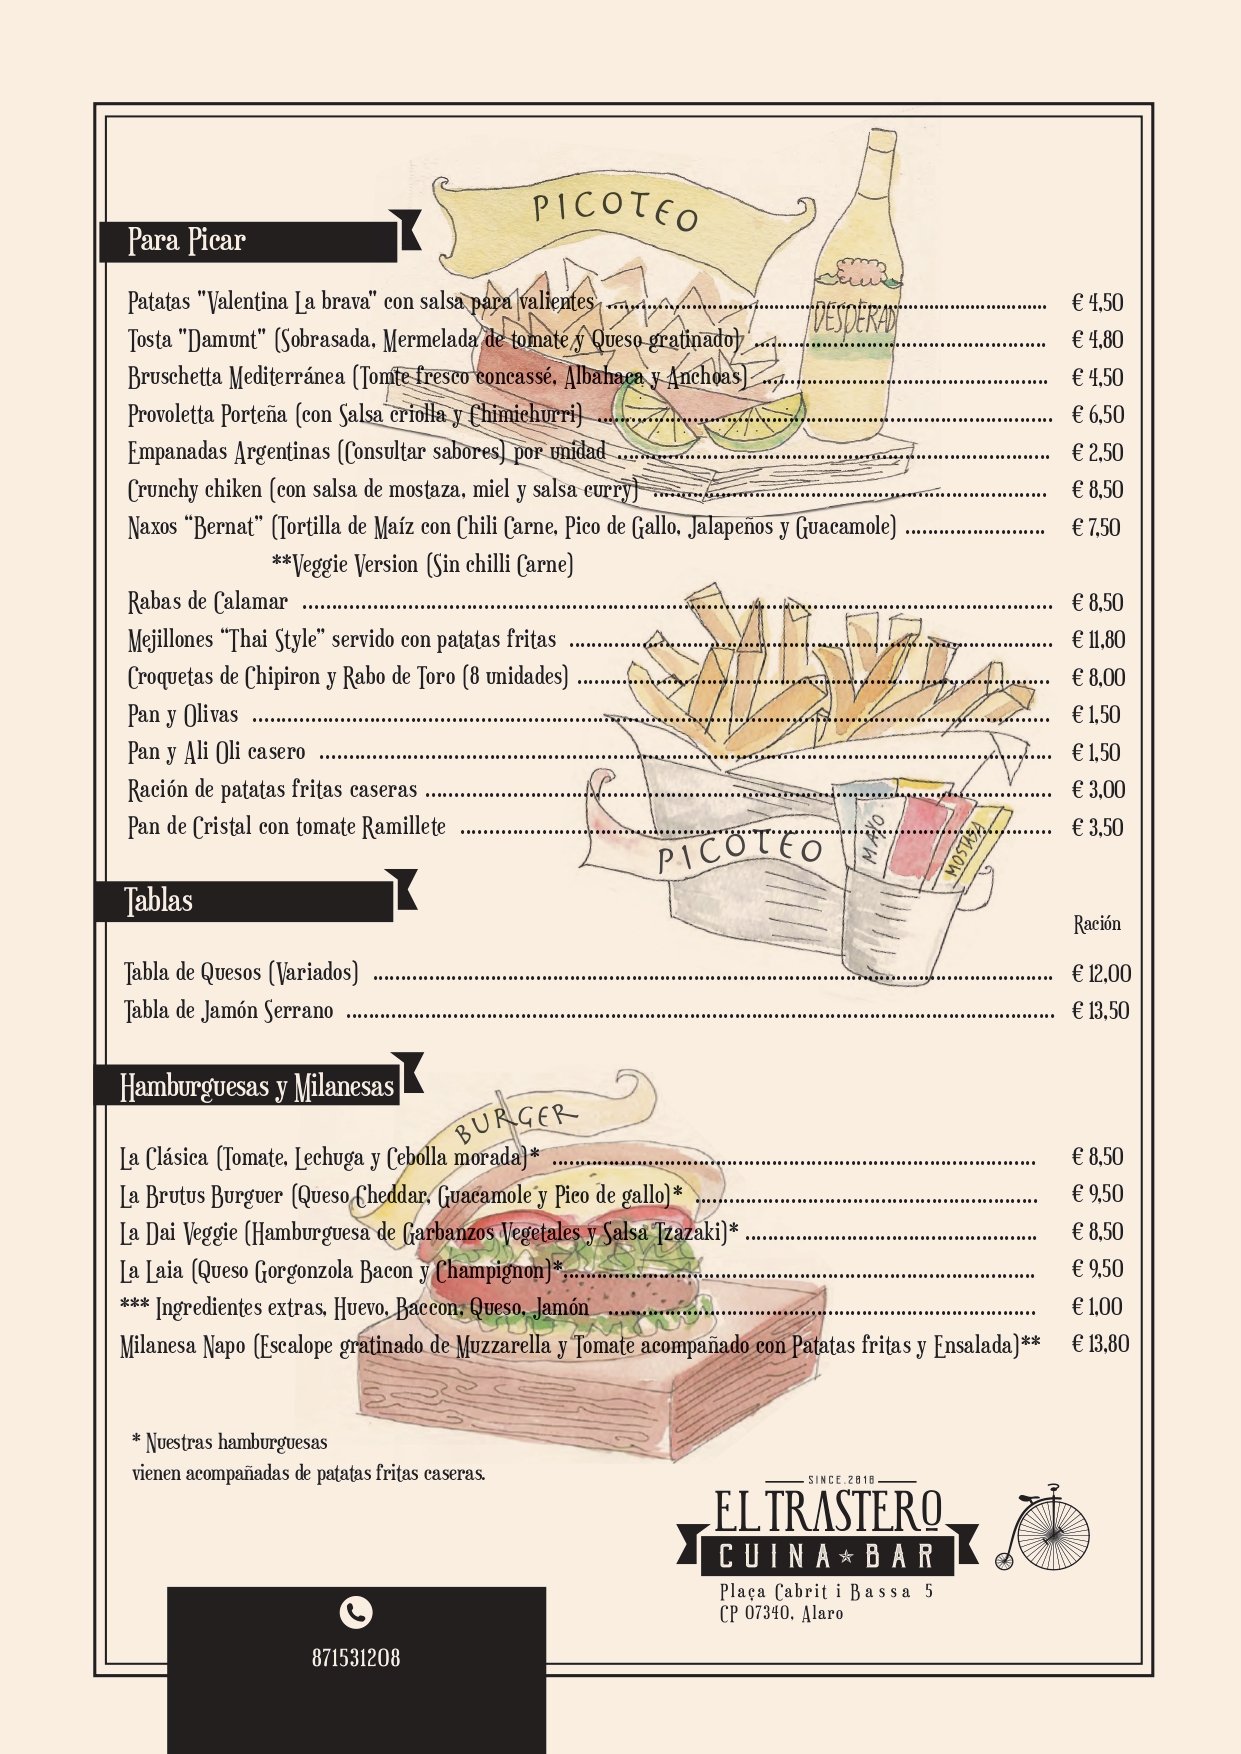 PICOTEO
Para Picar
DESPERAD
Patatas "Valentina La brava" con salsa para valientes ........ € 4,50
Tosta "Damunt" (Sobrasada, Mermelada de tomate y Queso gratinado) ........ € 4,80
Bruschetta Mediterránea (Tomte fresco concassé, Albahaca y Anchoas) ........ € 4,50
Provoletta Porteña (con Salsa criolla y Chimichurri) ........ € 6,50
Empanadas Argentinas (Consultar sabores) por unidad ........ € 2,50
Crunchy chiken (con salsa de mostaza, miel y salsa curry) ........ € 8,50
Naxos “Bernat” (Tortilla de Maíz con Chili Carne, Pico de Gallo, Jalapeños y Guacamole) ........ € 7,50
**Veggie Version (Sin chilli Carne)
Rabas de Calamar ........ € 8,50
Mejillones “Thai Style” servido con patatas fritas ........ € 11,80
Croquetas de Chipiron y Rabo de Toro (8 unidades) ........ € 8,00
Pan y Olivas ........ € 1,50
Pan y Ali Oli casero ........ € 1,50
Ración de patatas fritas caseras ........ € 3,00
Pan de Cristal con tomate Ramillete ........ € 3,50
PICOTEO
MAYO
MOSTAZA
Tablas
Ración
Tabla de Quesos (Variados) ........ € 12,00
Tabla de Jamón Serrano ........ € 13,50
Hamburguesas y Milanesas
BURGER
La Clásica (Tomate, Lechuga y Cebolla morada)* ........ € 8,50
La Brutus Burguer (Queso Cheddar, Guacamole y Pico de gallo)* ........ € 9,50
La Dai Veggie (Hamburguesa de Garbanzos Vegetales y Salsa Tzazaki)* ........ € 8,50
La Laia (Queso Gorgonzola Bacon y Champignon)* ........ € 9,50
*** Ingredientes extras, Huevo, Baccon, Queso, Jamón ........ € 1,00
Milanesa Napo (Escalope gratinado de Muzzarella y Tomate acompañado con Patatas fritas y Ensalada)** € 13,80
* Nuestras hamburguesas
vienen acompañadas de patatas fritas caseras.
SINCE.2018
EL TRASTERO
CUINA BAR
Plaça Cabrit i Bassa 5
CP 07340, Alaro
871531208